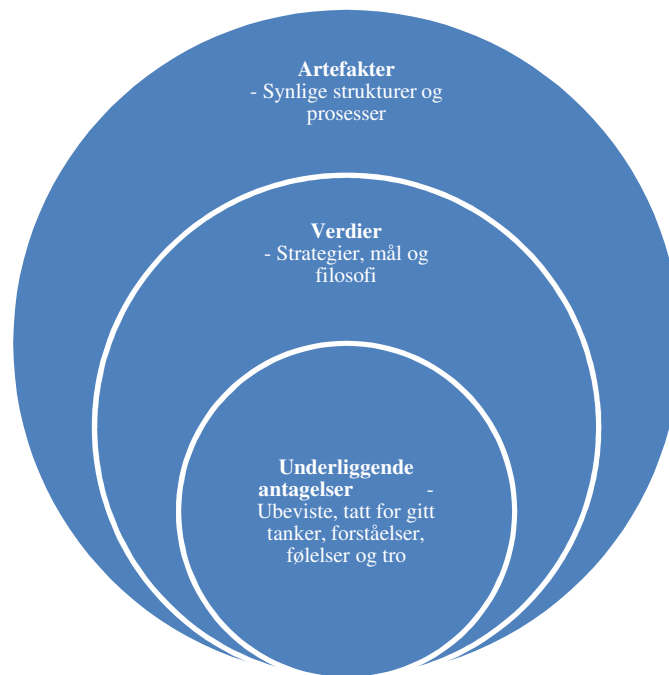 Artefakter
- Synlige strukturer og
prosesser
Verdier
- Strategier, mål og
filosofi
Underliggende
antagelser -
Ubeviste, tatt for gitt
tanker, forståelser,
følelser og tro